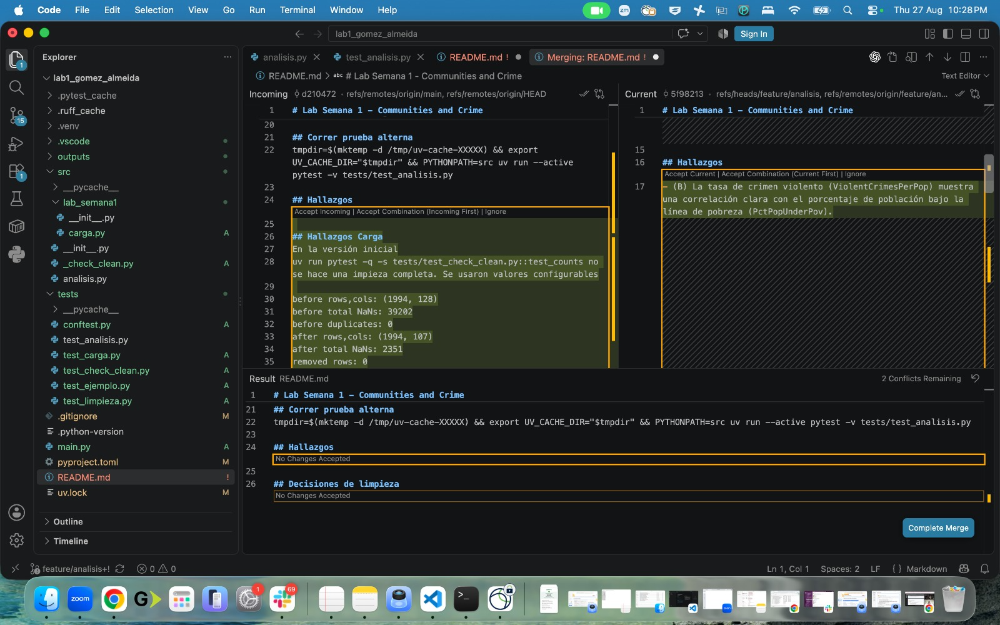 Code File Edit Selection View Go Run Terminal Window Help
zm
Thu 27 Aug 10:28 PM
lab1_gomez_almeida
Sign In
Explorer
analisis.py
test_analisis.py
README.md !
Merging: README.md !
README.md > abc # Lab Semana 1 - Communities and Crime
Text Editor
lab1_gomez_almeida
.pytest_cache
.ruff_cache
.venv
.vscode
outputs
src
__pycache__
lab_semana1
__init__.py
carga.py A
__init__.py
_check_clean.py A
analisis.py
tests
__pycache__
conftest.py A
test_analisis.py
test_carga.py A
test_check_clean.py A
test_ejemplo.py A
test_limpieza.py A
.gitignore M
.python-version
main.py A
pyproject.toml M
README.md !
uv.lock M
Outline
Timeline
1
15
1
Incoming d210472 • refs/remotes/origin/main, refs/remotes/origin/HEAD
1 # Lab Semana 1 - Communities and Crime
20
21 ## Correr prueba alterna
22 tmpdir=$(mktemp -d /tmp/uv-cache-XXXXX) && export
UV_CACHE_DIR="$tmpdir" && PYTHONPATH=src uv run --active
pytest -v tests/test_analisis.py
23
24 ## Hallazgos
Accept Incoming | Accept Combination (Incoming First) | Ignore
25
26 ## Hallazgos Carga
27 En la versión inicial
28 uv run pytest -q -s tests/test_check_clean.py::test_counts no
se hace una impieza completa. Se usaron valores configurables
29
30 before rows,cols: (1994, 128)
31 before total NaNs: 39202
32 before duplicates: 0
33 after rows,cols: (1994, 107)
34 after total NaNs: 2351
35 removed rows: 0
Current 5f98213 • refs/heads/feature/analisis, refs/remotes/origin/feature/an...
1 # Lab Semana 1 - Communities and Crime
15
16 ## Hallazgos
Accept Current | Accept Combination (Current First) | Ignore
17 - (B) La tasa de crimen violento (ViolentCrimesPerPop) muestra
una correlación clara con el porcentaje de población bajo la
línea de pobreza (PctPopUnderPov).
Result README.md
2 Conflicts Remaining
1 # Lab Semana 1 - Communities and Crime
21 ## Correr prueba alterna
22 tmpdir=$(mktemp -d /tmp/uv-cache-XXXXX) && export UV_CACHE_DIR="$tmpdir" && PYTHONPATH=src uv run --active pytest -v tests/test_analisis.py
23
24 ## Hallazgos
No Changes Accepted
25
26 ## Decisiones de limpieza
No Changes Accepted
Complete Merge
feature/analisis+!
0
0
Ln 1, Col 1
Spaces: 2
LF
{ } Markdown
zoom
G
1
69